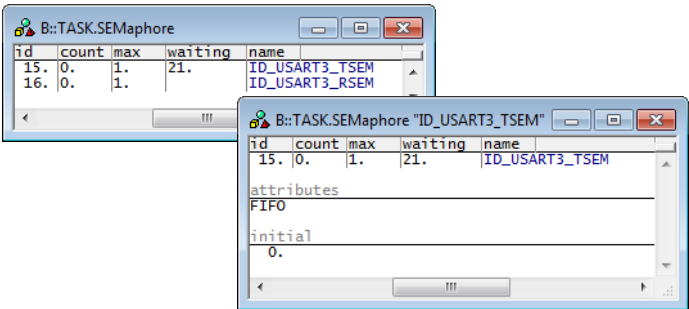 B::TASK.SEMaphore
id count max waiting name
15. 0. 1. 21. ID_USART3_TSEM
16. 0. 1. ID_USART3_RSEM
B::TASK.SEMaphore "ID_USART3_TSEM"
id count max waiting name
15. 0. 1. 21. ID_USART3_TSEM
attributes
FIFO
initial
0.